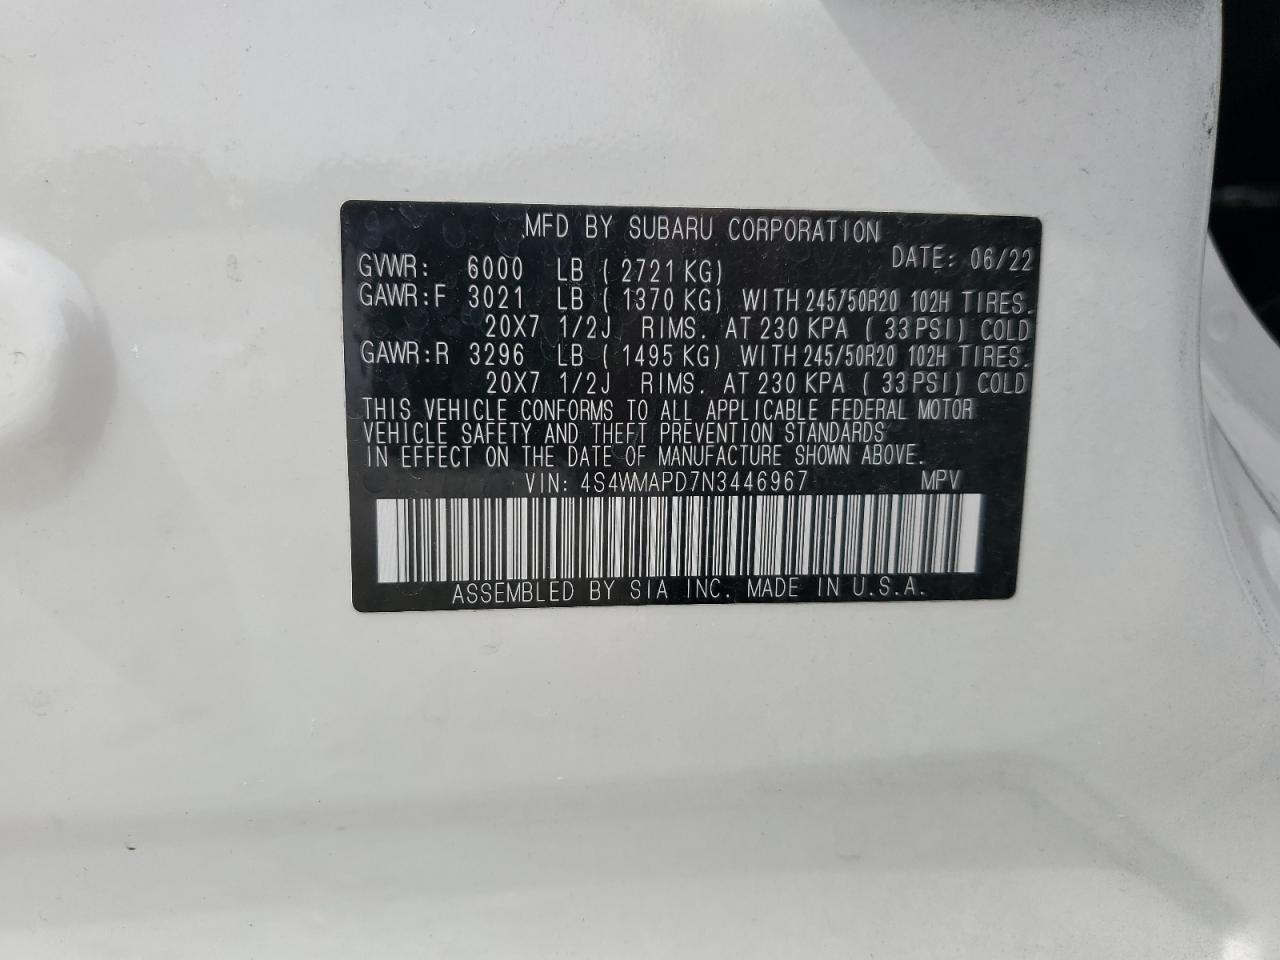 MFD BY SUBARU CORPORATION
DATE: 06/22
GVWR: 6000 LB ( 2721 KG)
GAWR:F 3021 LB ( 1370 KG) WITH 245/50R20 102H TIRES.
20X7 1/2J RIMS. AT 230 KPA ( 33 PSI) COLD
GAWR:R 3296 LB ( 1495 KG) WITH 245/50R20 102H TIRES.
20X7 1/2J RIMS. AT 230 KPA ( 33 PSI) COLD
THIS VEHICLE CONFORMS TO ALL APPLICABLE FEDERAL MOTOR
VEHICLE SAFETY AND THEFT PREVENTION STANDARDS
IN EFFECT ON THE DATE OF MANUFACTURE SHOWN ABOVE.
VIN: 4S4WMAPD7N3446967 MPV
ASSEMBLED BY SIA INC. MADE IN U.S.A.